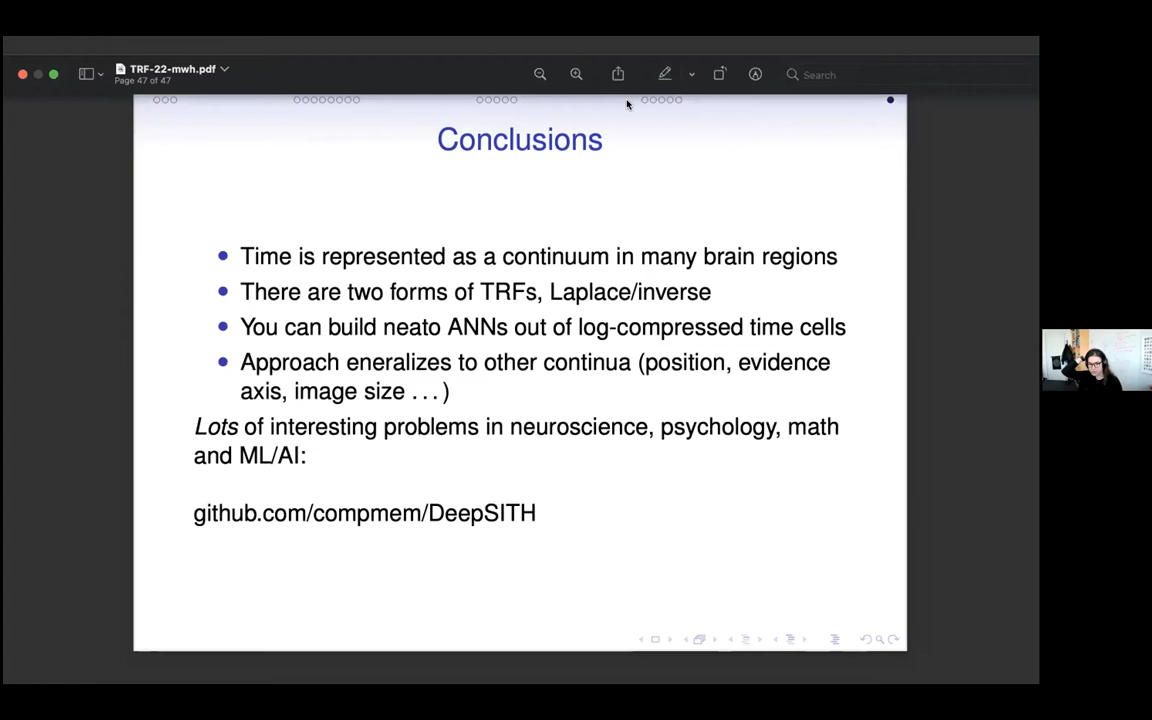 TRF-22-mwh.pdf
Page 47 of 47
Search
Conclusions
Time is represented as a continuum in many brain regions
There are two forms of TRFs, Laplace/inverse
You can build neato ANNs out of log-compressed time cells
Approach eneralizes to other continua (position, evidence
axis, image size . . . )
Lots of interesting problems in neuroscience, psychology, math
and ML/AI:
github.com/compmem/DeepSITH